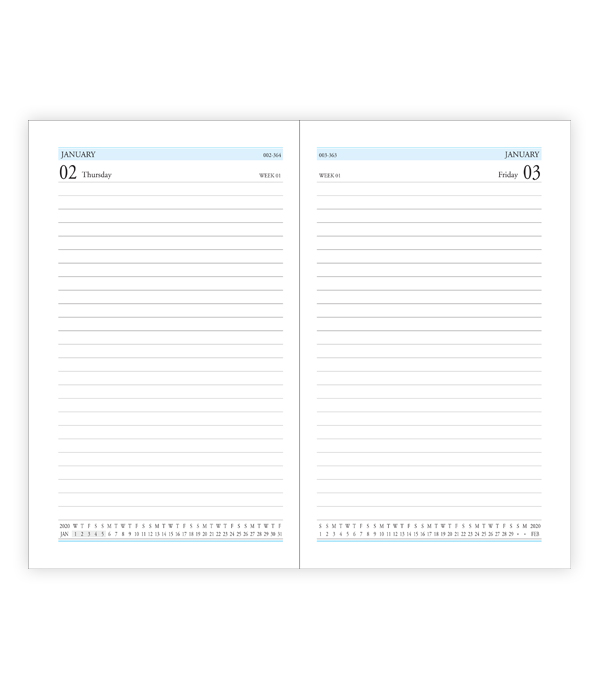 JANUARY 002-364
02 Thursday WEEK 01
2020 W T F S S M T W T F S S M T W T F S S M T W T F S S M T W T F
JAN 1 2 3 4 5 6 7 8 9 10 11 12 13 14 15 16 17 18 19 20 21 22 23 24 25 26 27 28 29 30 31
003-363 JANUARY
WEEK 01 Friday 03
S S M T W T F S S M T W T F S S M T W T F S S M T W T F S S M 2020
1 2 3 4 5 6 7 8 9 10 11 12 13 14 15 16 17 18 19 20 21 22 23 24 25 26 27 28 29 • • FEB